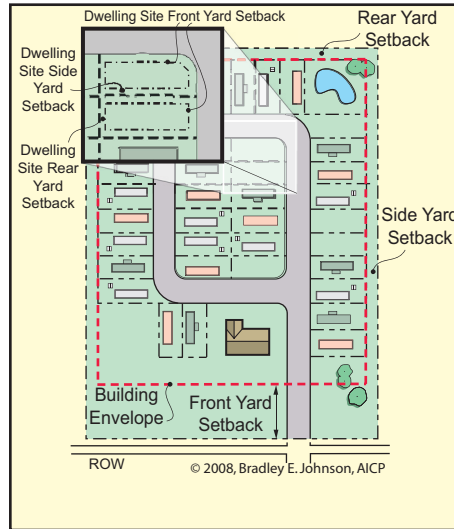 Dwelling Site Front Yard Setback
Rear Yard
Setback
Dwelling
Site Side
Yard
Setback
Dwelling
Site Rear
Yard
Setback
Side Yard
Setback
Building
Envelope
Front Yard
Setback
ROW
© 2008, Bradley E. Johnson, AICP